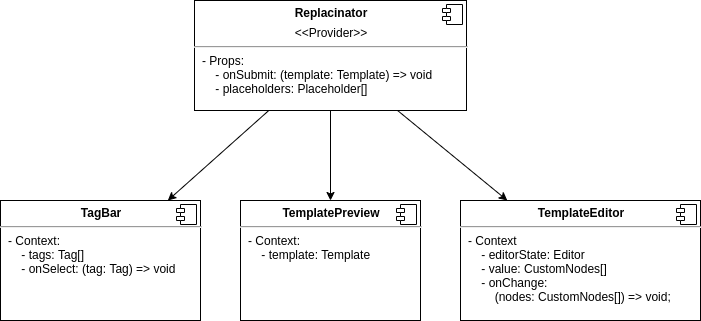 Replacinator
<<Provider>>
- Props:
- onSubmit: (template: Template) => void
- placeholders: Placeholder[]
TagBar
- Context:
- tags: Tag[]
- onSelect: (tag: Tag) => void
TemplatePreview
- Context:
- template: Template
TemplateEditor
- Context
- editorState: Editor
- value: CustomNodes[]
- onChange:
(nodes: CustomNodes[]) => void;